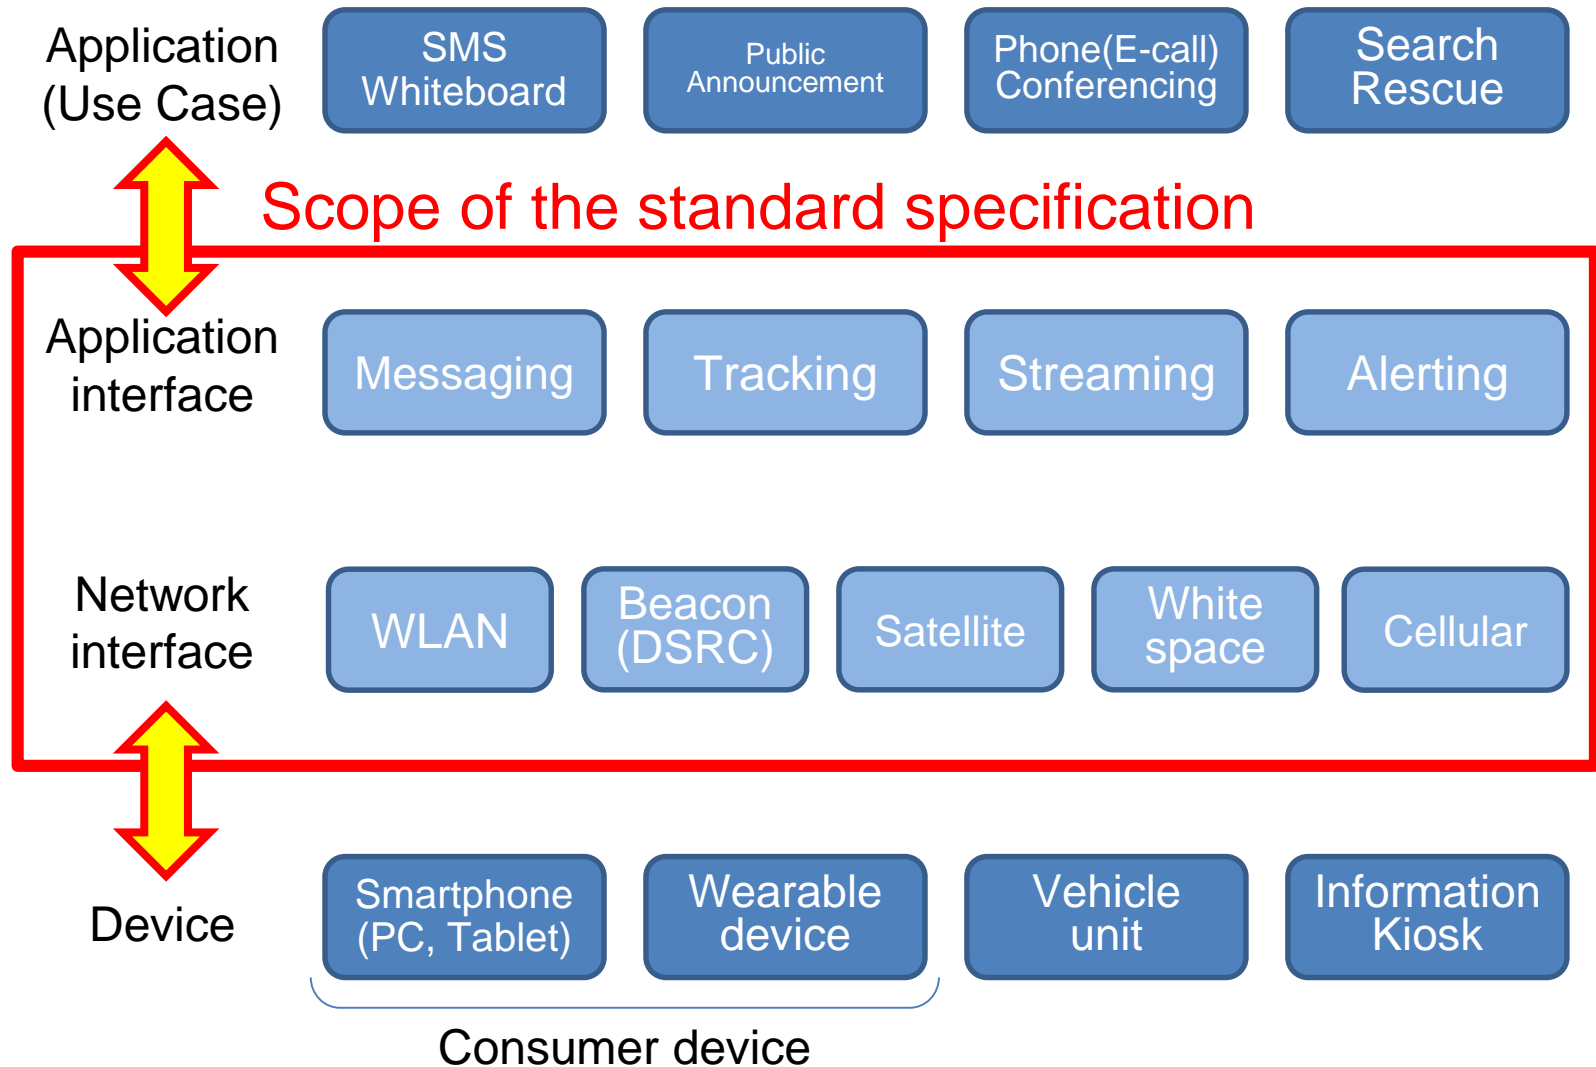 Application
(Use Case)
SMS
Whiteboard
Public
Announcement
Phone(E-call)
Conferencing
Search
Rescue
Scope of the standard specification
Application
interface
Messaging
Tracking
Streaming
Alerting
Network
interface
WLAN
Beacon
(DSRC)
Satellite
White
space
Cellular
Device
Smartphone
(PC, Tablet)
Wearable
device
Vehicle
unit
Information
Kiosk
Consumer device